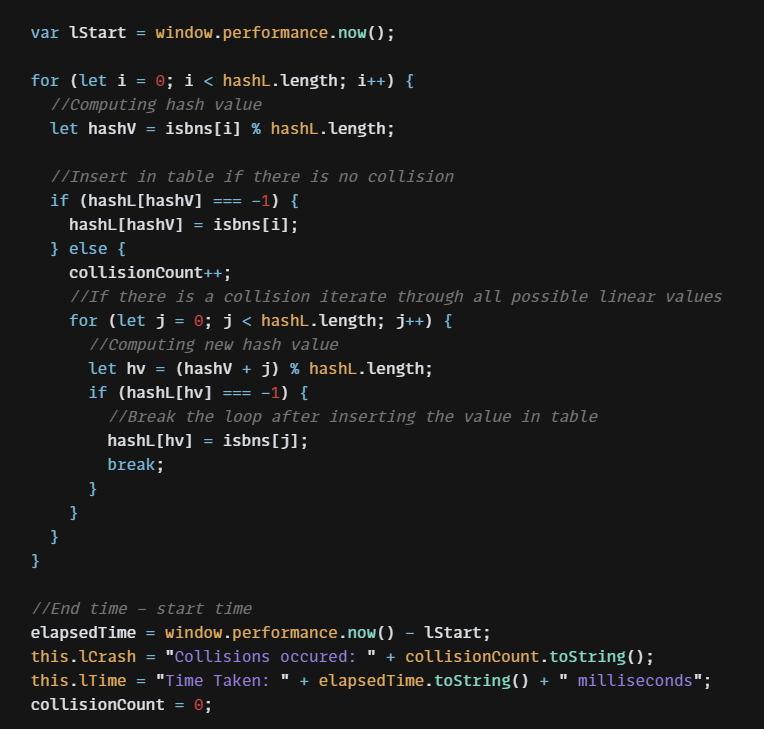 var lStart = window.performance.now();

for (let i = 0; i < hashL.length; i++) {
  //Computing hash value
  let hashV = isbns[i] % hashL.length;

  //Insert in table if there is no collision
  if (hashL[hashV] === -1) {
    hashL[hashV] = isbns[i];
  } else {
    collisionCount++;
    //If there is a collision iterate through all possible linear values
    for (let j = 0; j < hashL.length; j++) {
      //Computing new hash value
      let hv = (hashV + j) % hashL.length;
      if (hashL[hv] === -1) {
        //Break the loop after inserting the value in table
        hashL[hv] = isbns[j];
        break;
      }
    }
  }
}

//End time - start time
elapsedTime = window.performance.now() - lStart;
this.lCrash = "Collisions occured: " + collisionCount.toString();
this.lTime = "Time Taken: " + elapsedTime.toString() + " milliseconds";
collisionCount = 0;